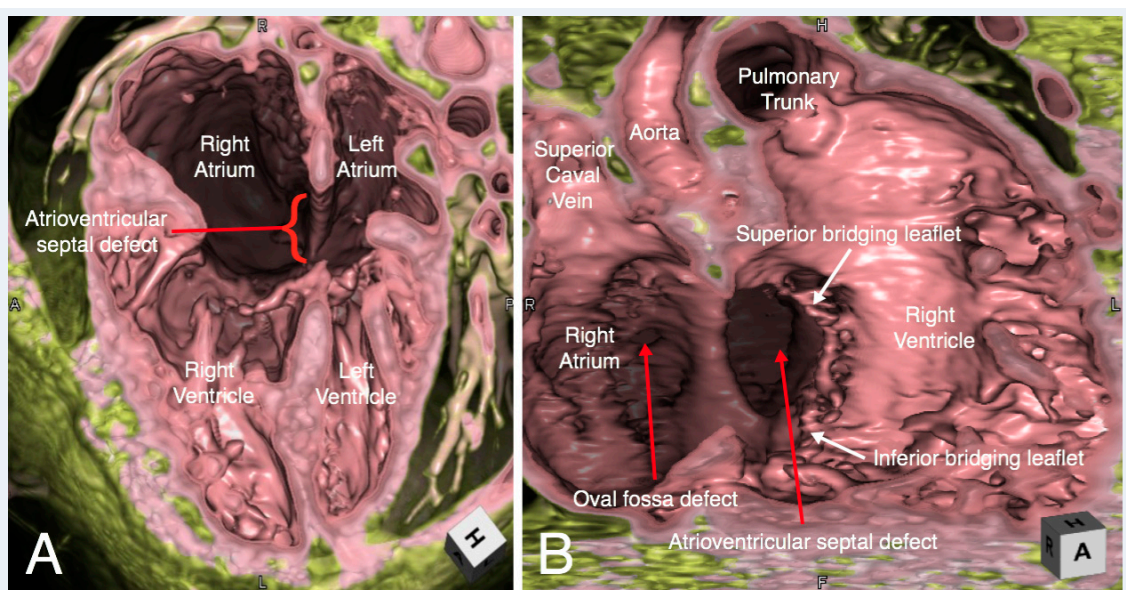 R
Right
Atrium
Left
Atrium
Atrioventricular
septal defect
A
P
Right
Ventricle
Left
Ventricle
A
H
L
H
Pulmonary
Trunk
Aorta
Superior
Caval
Vein
Superior bridging leaflet
R
L
Right
Atrium
Right
Ventricle
Inferior bridging leaflet
Oval fossa defect
Atrioventricular septal defect
B
F
H
R
A